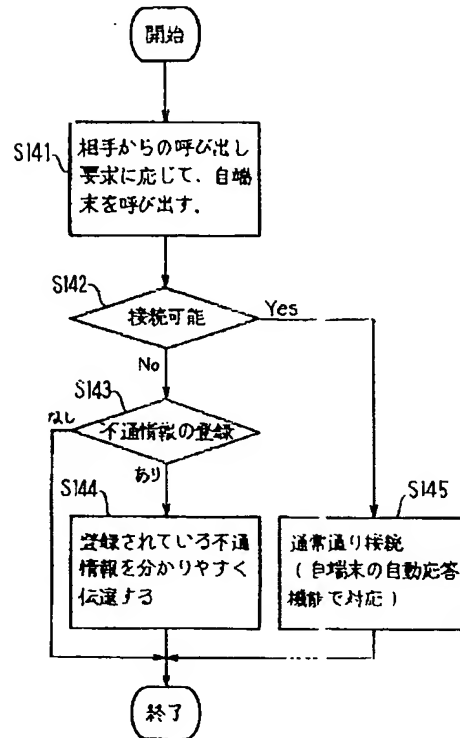 開始
S141
相手からの呼び出し
要求に応じて、自端
末を呼び出す。
S142
接続可能
Yes
No
S143
不通情報の登録
なし
あり
S144
登録されている不通
情報を分かりやすく
伝達する
S145
通常通り接続
(自端末の自動応答
機能で対応)
終了